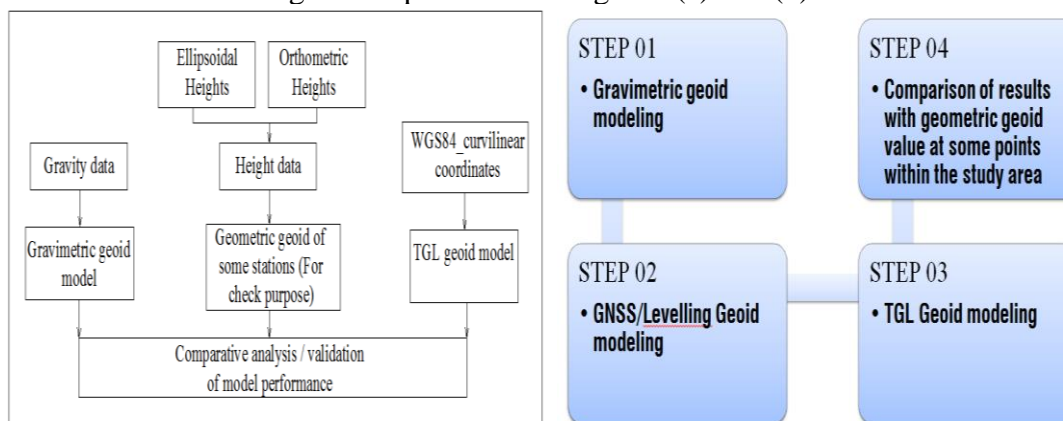 Ellipsoidal
Heights
Orthometric
Heights
Gravity data
Height data
WGS84_curvilinear
coordinates
Gravimetric geoid
model
Geometric geoid of
some stations (For
check purpose)
TGL geoid model
Comparative analysis / validation
of model performance
STEP 01
• Gravimetric geoid
modeling
STEP 02
• GNSS/Levelling Geoid
modeling
STEP 03
• TGL Geoid modeling
STEP 04
• Comparison of results
with geometric geoid
value at some points
within the study area